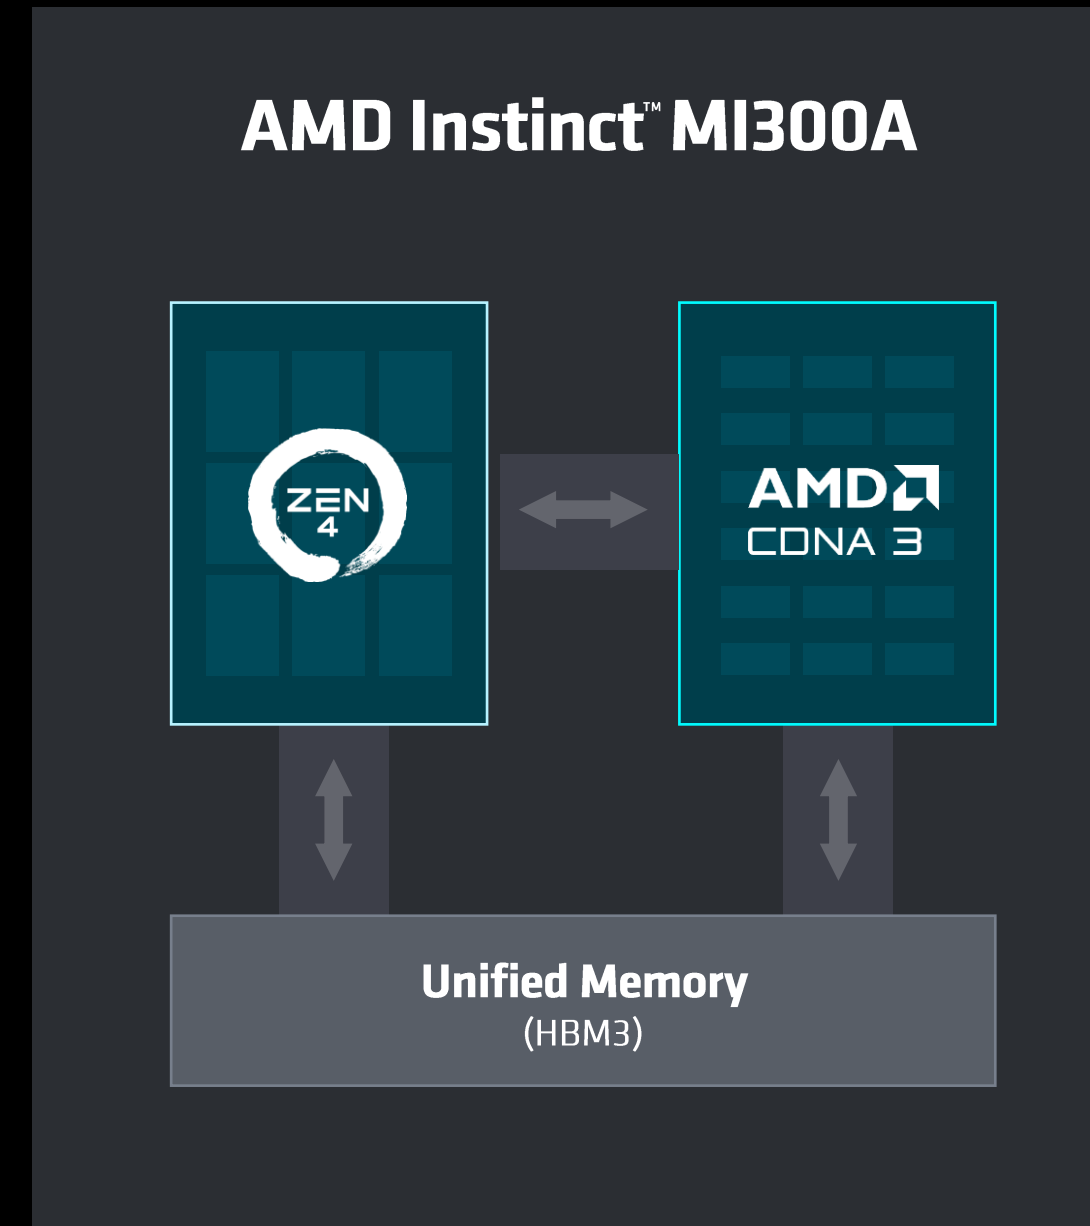 AMD Instinct™ MI300A
ZEN
4
AMD
CDNA 3
Unified Memory
(HBM3)